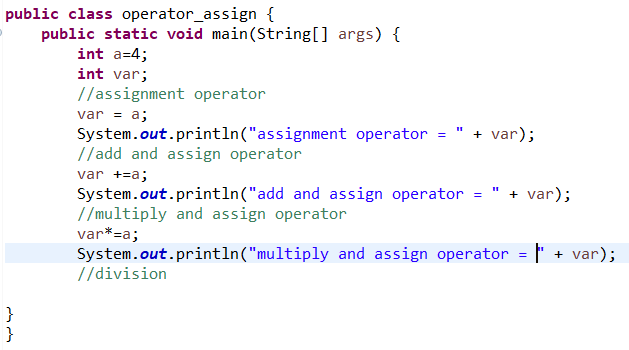 public class operator_assign {
    public static void main(String[] args) {
        int a=4;
        int var;
        //assignment operator
        var = a;
        System.out.println("assignment operator = " + var);
        //add and assign operator
        var +=a;
        System.out.println("add and assign operator = " + var);
        //multiply and assign operator
        var*=a;
        System.out.println("multiply and assign operator = " + var);
        //division
}
}